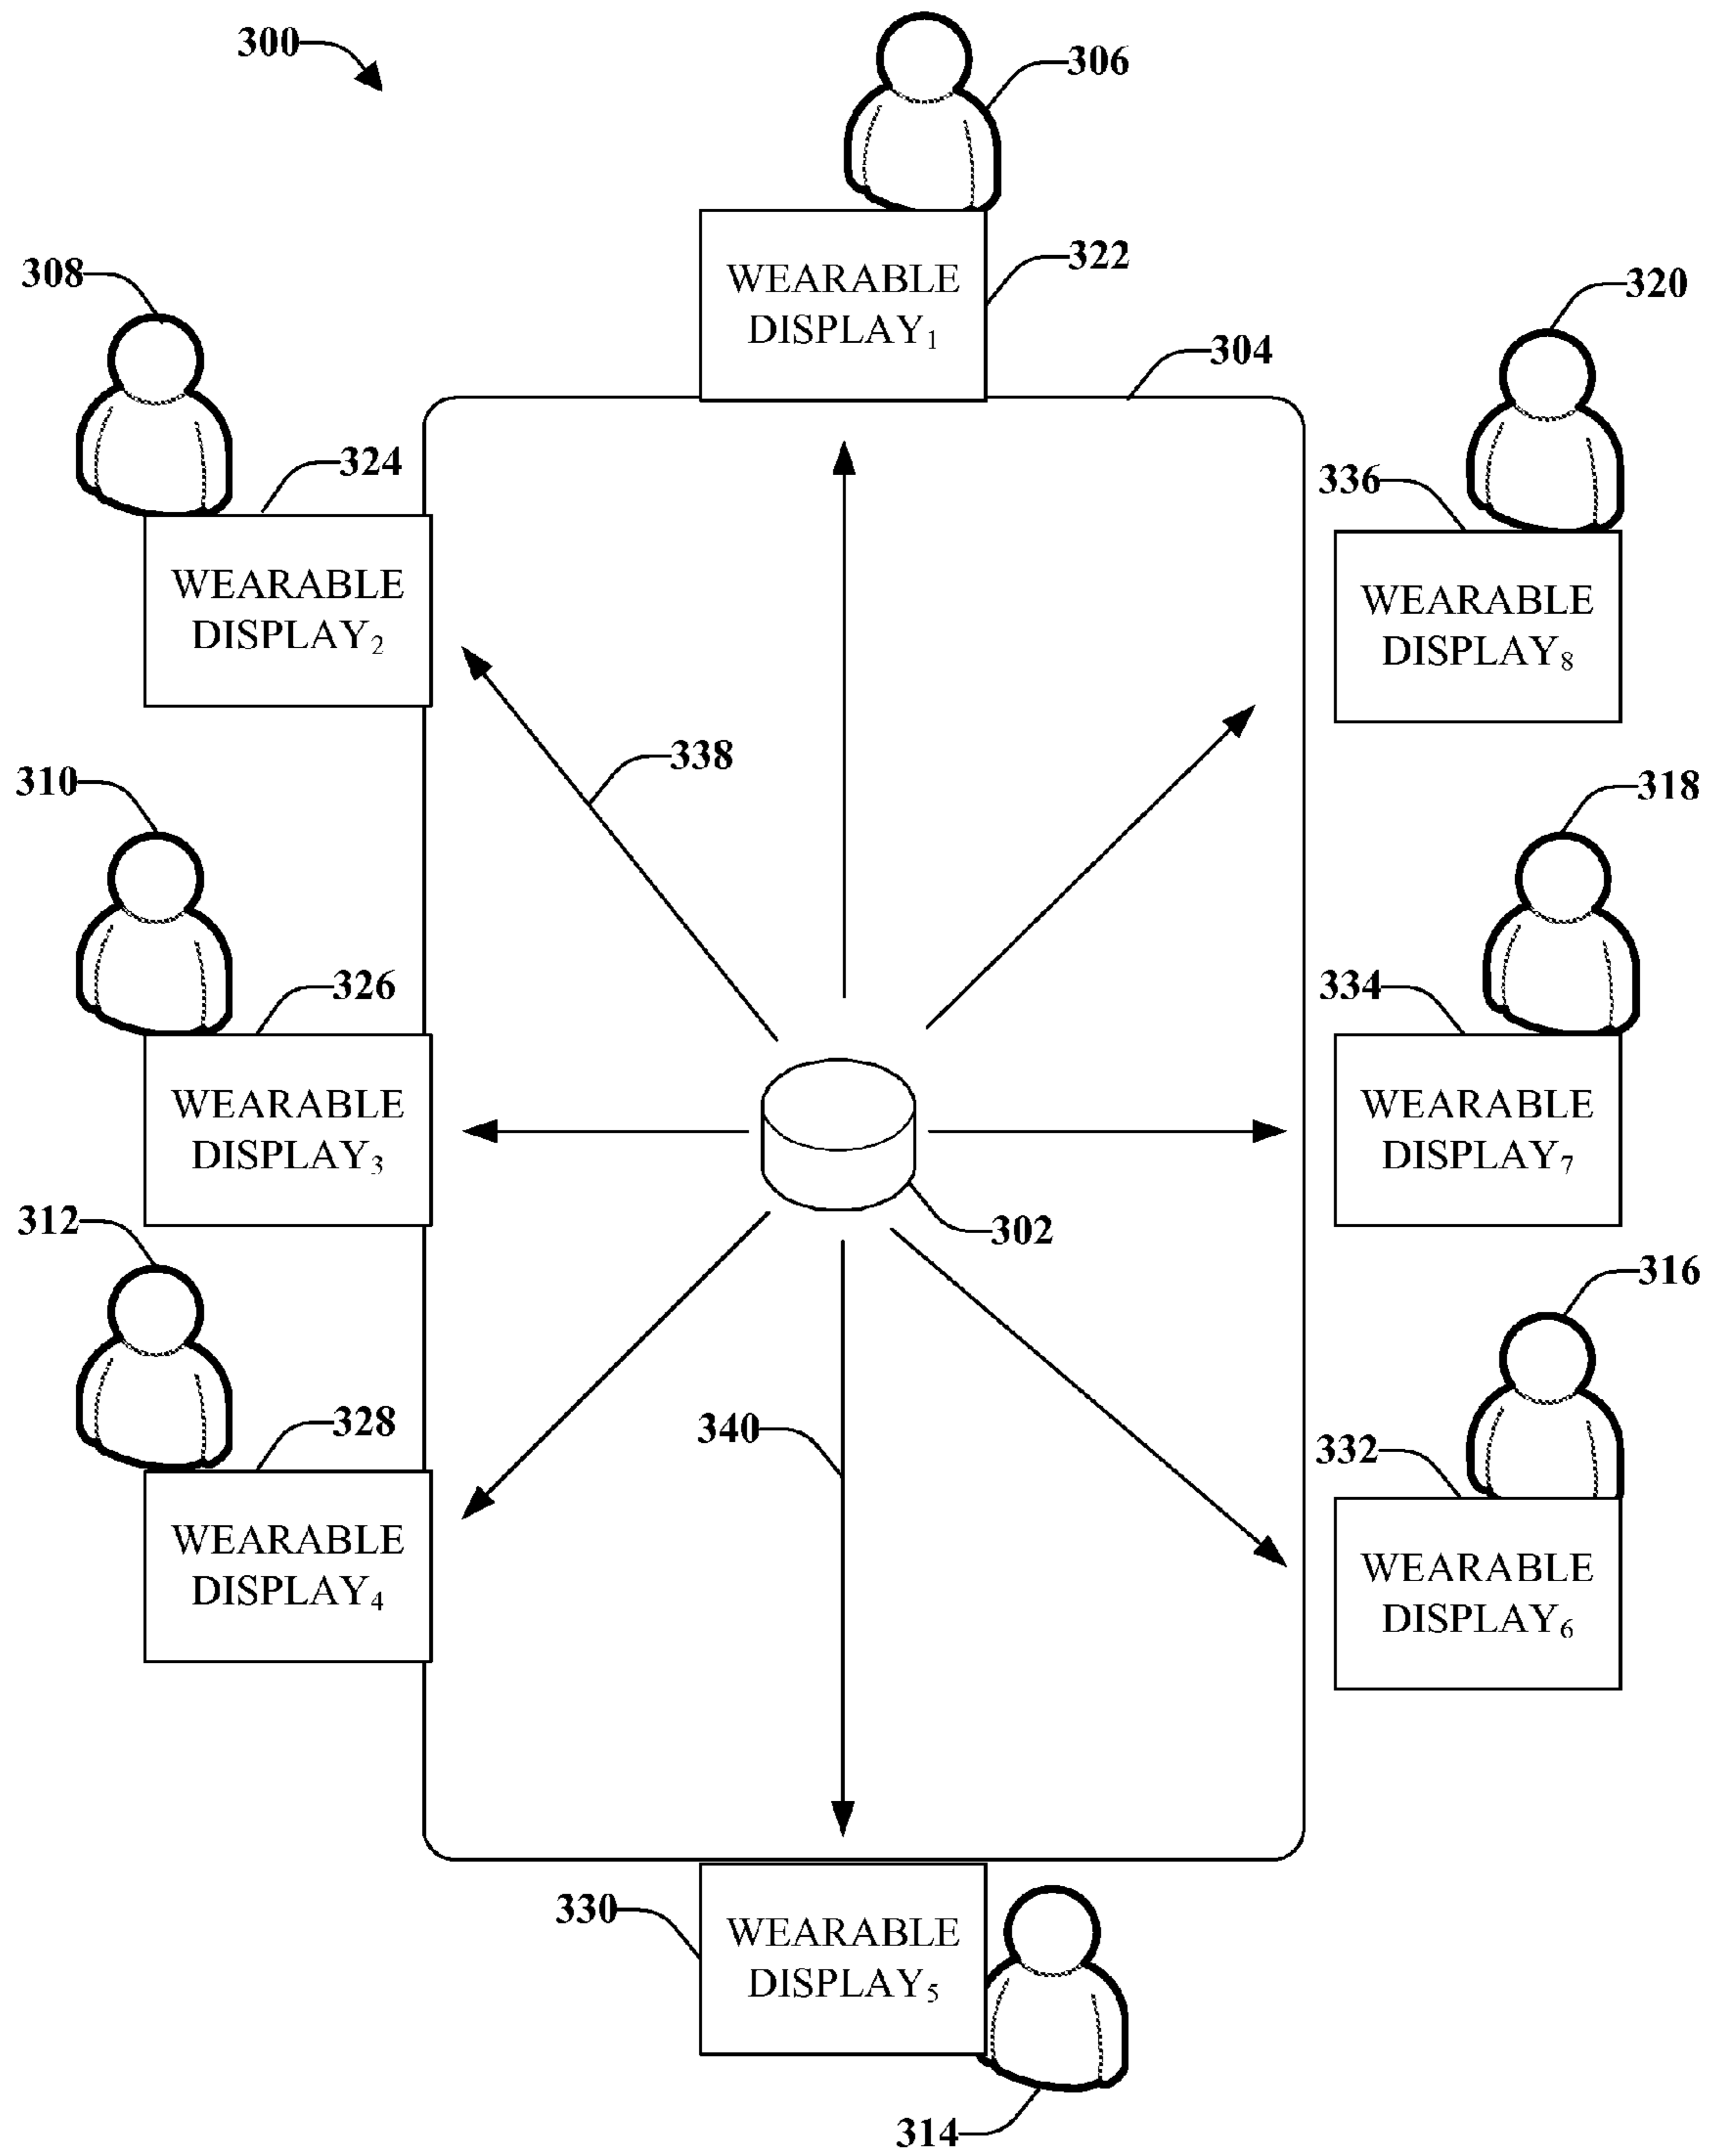 300
306
322
WEARABLE
DISPLAY₁
308
320
304
324
336
WEARABLE
DISPLAY₂
WEARABLE
DISPLAY₈
338
310
318
326
334
WEARABLE
DISPLAY₃
WEARABLE
DISPLAY₇
312
302
316
328
340
332
WEARABLE
DISPLAY₄
WEARABLE
DISPLAY₆
330
WEARABLE
DISPLAY₅
314